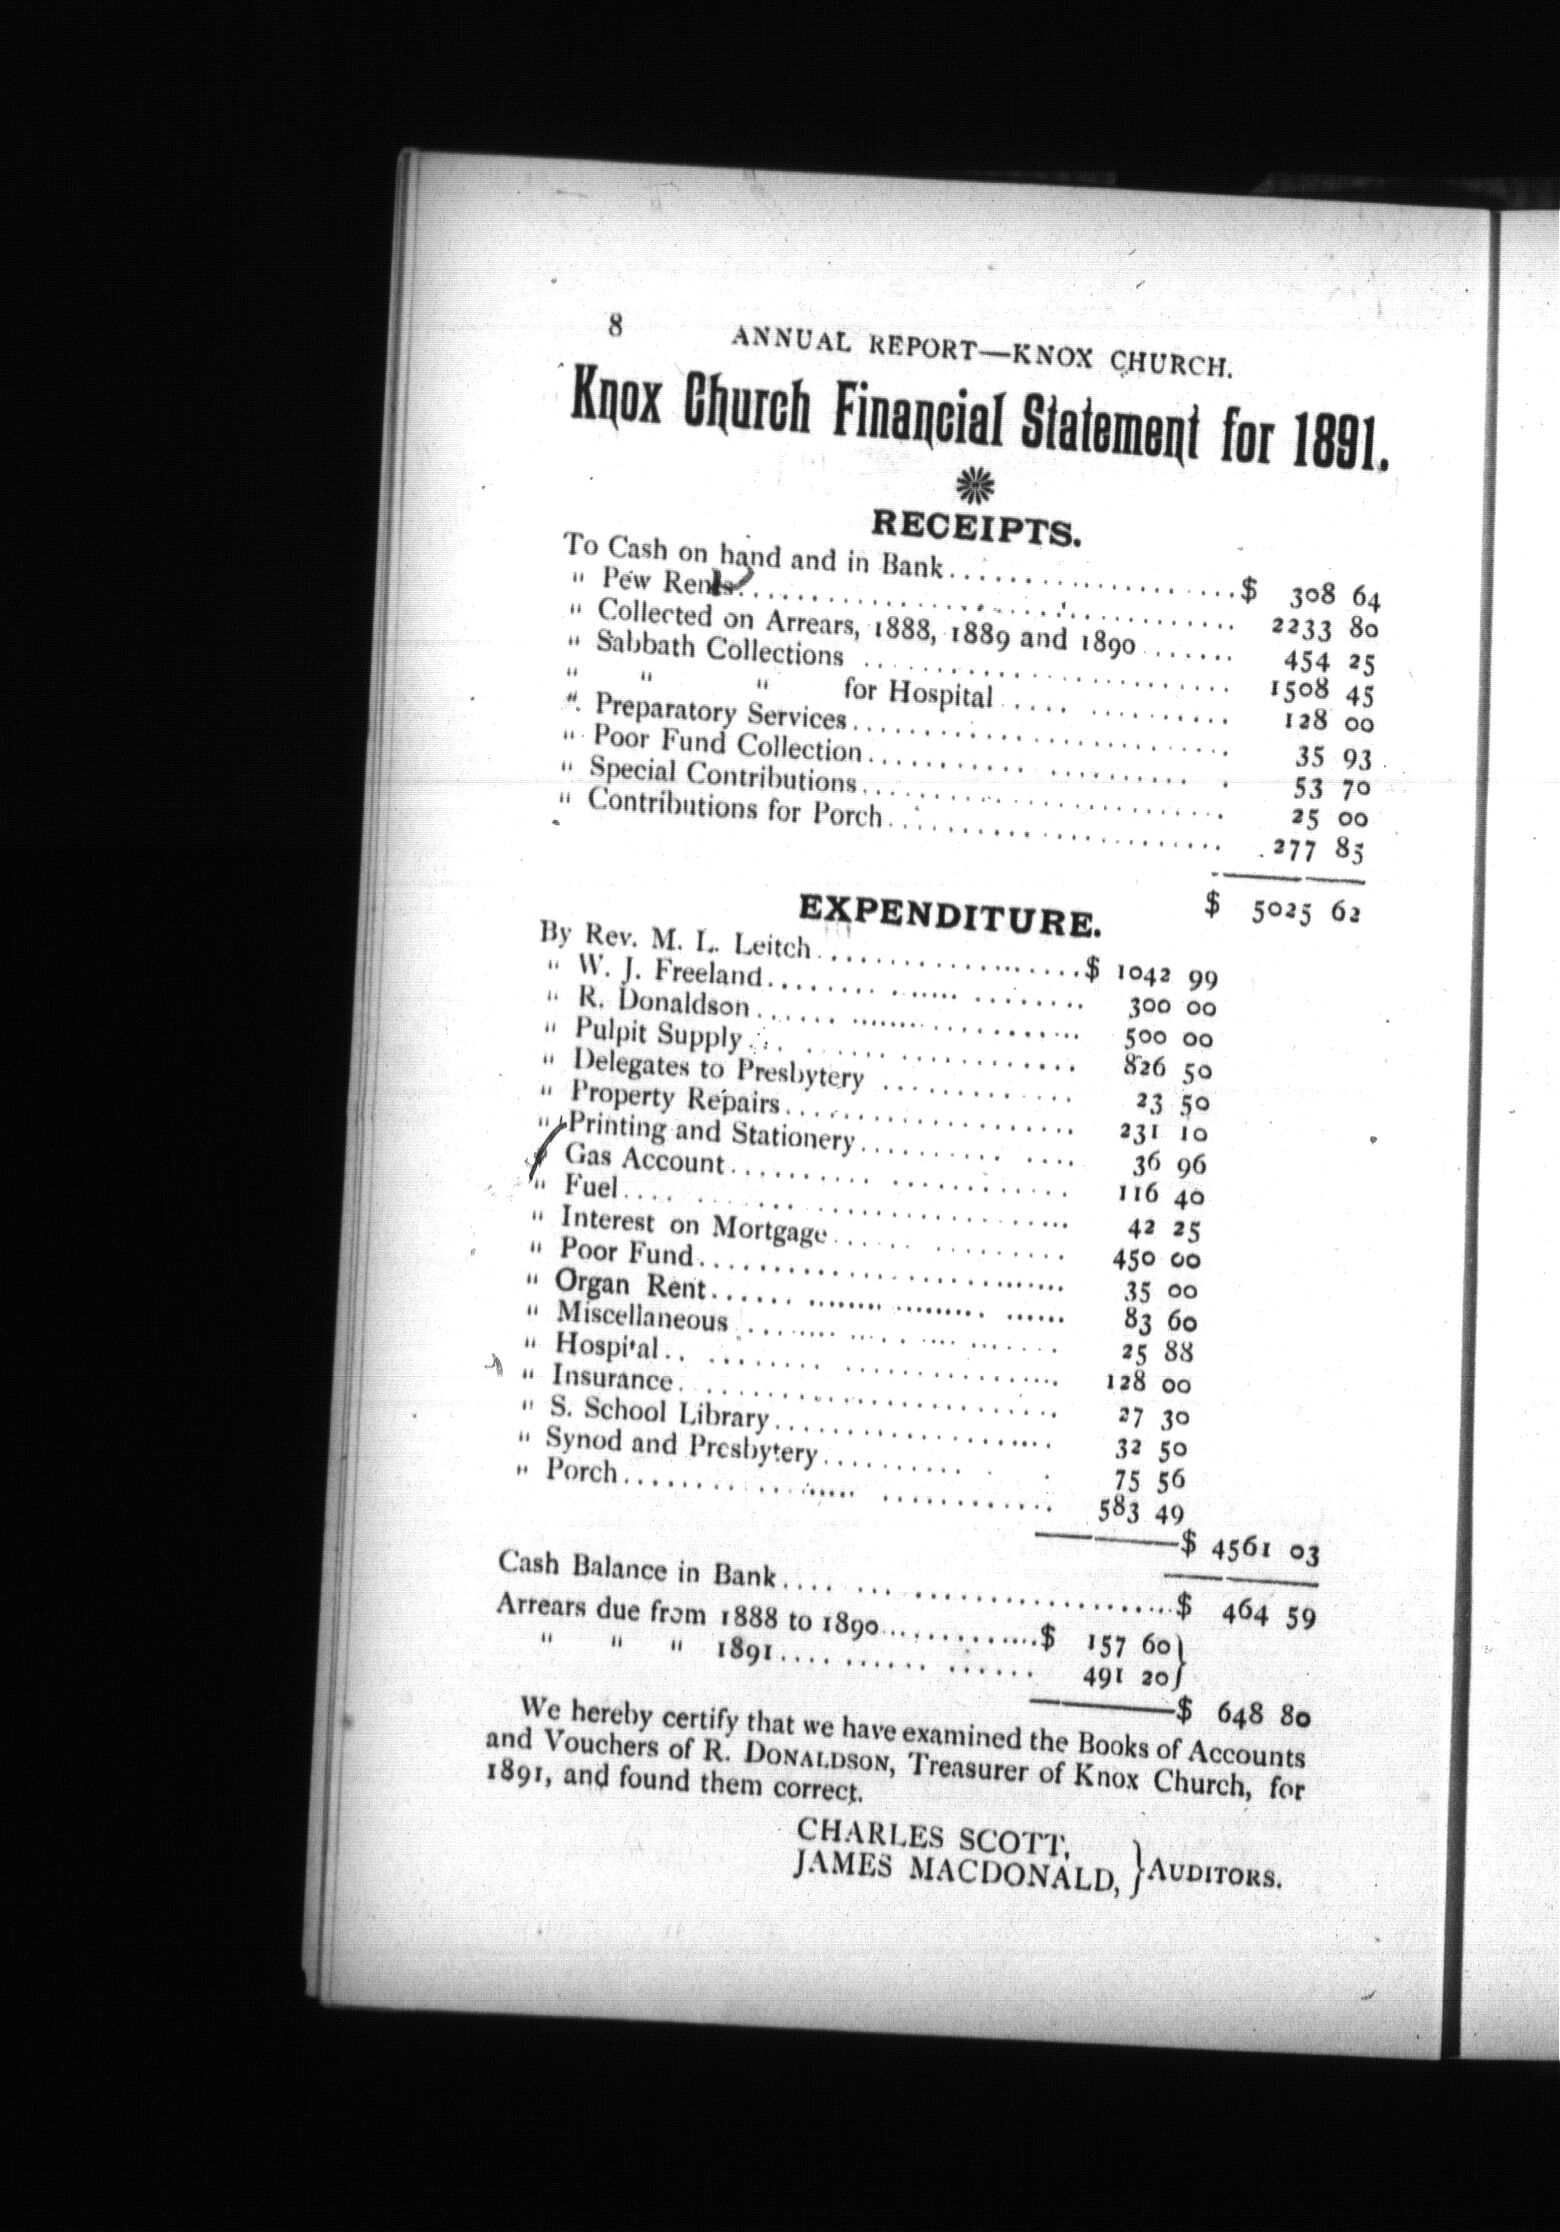 8 ANNUAL REPORT—KNOX CHURCH.
Knox Church Financial Statement for 1891.
RECEIPTS.
To Cash on hand and in Bank . . . . . . . . . . $ 308 64
" Pew Rents . . . . . . . . . . 2233 80
" Collected on Arrears, 1888, 1889 and 1890 . . . . . . 454 25
" Sabbath Collections . . . . . . . . . . 1508 45
" " " for Hospital . . . . . . . . . . 128 00
" Preparatory Services . . . . . . . . . . 35 93
" Poor Fund Collection . . . . . . . . . . 53 70
" Special Contributions . . . . . . . . . . 25 00
" Contributions for Porch . . . . . . . . . . 277 85
$ 5025 62
EXPENDITURE.
By Rev. M. L. Leitch . . . . . . . . . . $ 1042 99
" W. J. Freeland . . . . . . . . . . 300 00
" R. Donaldson . . . . . . . . . . 500 00
" Pulpit Supply . . . . . . . . . . 826 50
" Delegates to Presbytery . . . . . . . . . . 23 50
" Property Repairs . . . . . . . . . . 231 10
" Printing and Stationery . . . . . . . . . . 36 96
" Gas Account . . . . . . . . . . 116 40
" Fuel . . . . . . . . . . 42 25
" Interest on Mortgage . . . . . . . . . . 450 00
" Poor Fund . . . . . . . . . . 35 00
" Organ Rent . . . . . . . . . . 83 60
" Miscellaneous . . . . . . . . . . 25 88
" Hospital . . . . . . . . . . 128 00
" Insurance . . . . . . . . . . 27 30
" S. School Library . . . . . . . . . . 32 50
" Synod and Presbytery . . . . . . . . . . 75 56
" Porch . . . . . . . . . . 583 49
$ 4561 03
Cash Balance in Bank . . . . . . . . . . $ 464 59
Arrears due from 1888 to 1890 . . . . . . . . . . $ 157 60}
" " " 1891 . . . . . . . . . . 491 20}
$ 648 80
We hereby certify that we have examined the Books of Accounts
and Vouchers of R. DONALDSON, Treasurer of Knox Church, for
1891, and found them correct.
CHARLES SCOTT,
JAMES MACDONALD, } AUDITORS.